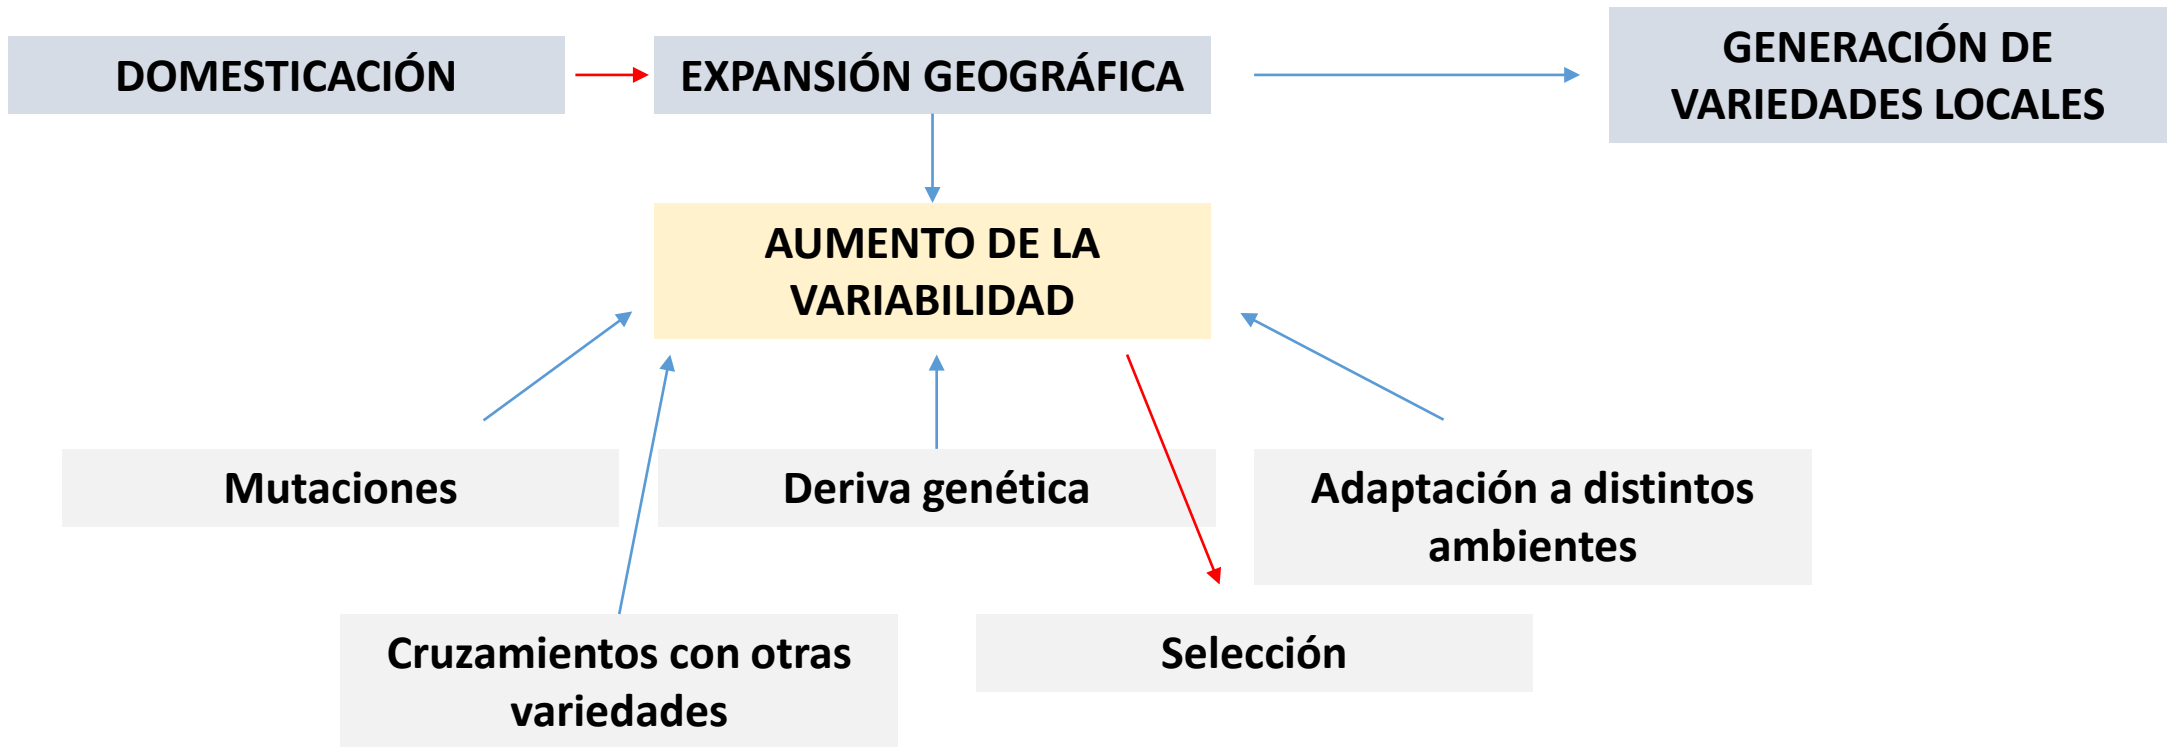 DOMESTICACIÓN
EXPANSIÓN GEOGRÁFICA
GENERACIÓN DE
VARIEDADES LOCALES
AUMENTO DE LA
VARIABILIDAD
Mutaciones
Deriva genética
Adaptación a distintos
ambientes
Cruzamientos con otras
variedades
Selección